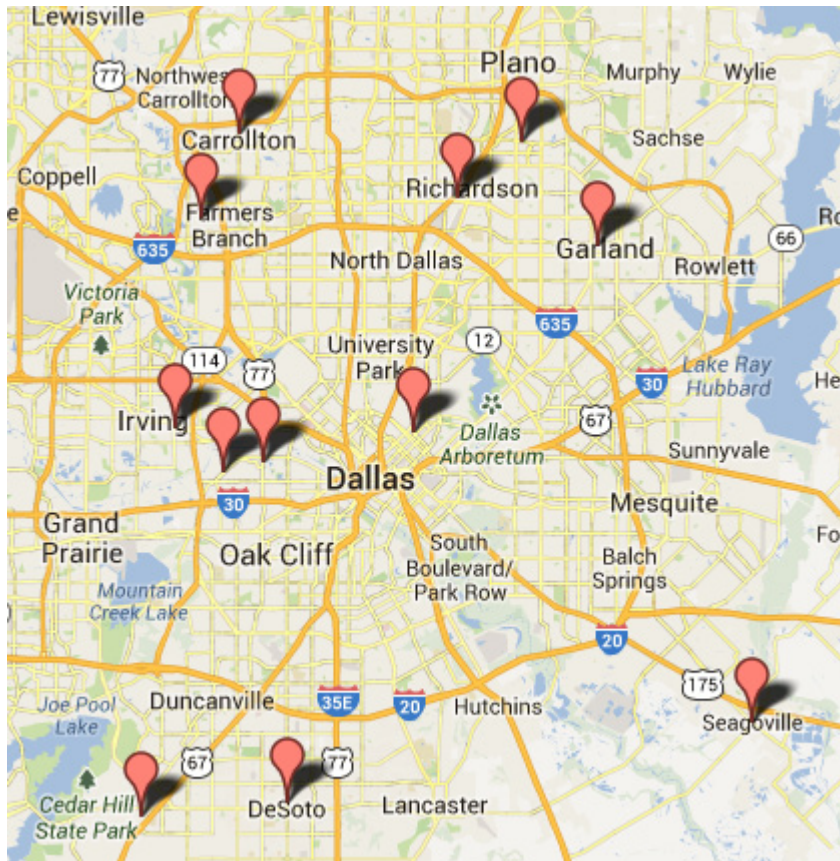 Lewisville
77
Northwest
Carrollton
Carrollton
Plano
Murphy
Wylie
Sachse
Coppell
Farmers
Branch
Richardson
Garland
e
Ro
66
635
North Dallas
Rowlett
Victoria
Park
635
12
University
Park
114
77
30
Lake Ray
Hubbard
He
Irving
67
Dallas
Arboretum
Sunnyvale
Dallas
30
Mesquite
Grand
Prairie
Oak Cliff
South
Boulevard/
Park Row
Balch
Springs
Fo
Mountain
Creek Lake
20
175
Joe Pool
Lake
Duncanville
35E
20
Hutchins
Seagoville
67
77
Cedar Hill
State Park
DeSoto
Lancaster